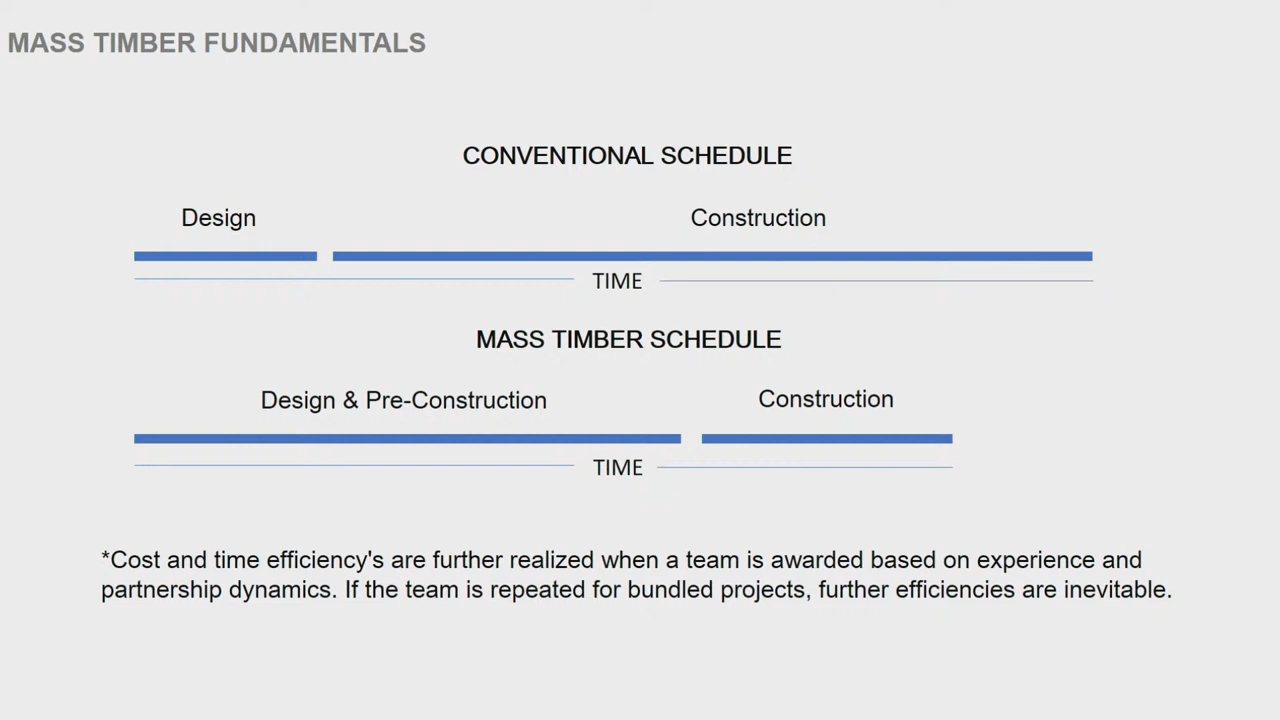 MASS TIMBER FUNDAMENTALS
CONVENTIONAL SCHEDULE
Design
Construction
TIME
MASS TIMBER SCHEDULE
Design & Pre-Construction
Construction
TIME
*Cost and time efficiency's are further realized when a team is awarded based on experience and
partnership dynamics. If the team is repeated for bundled projects, further efficiencies are inevitable.